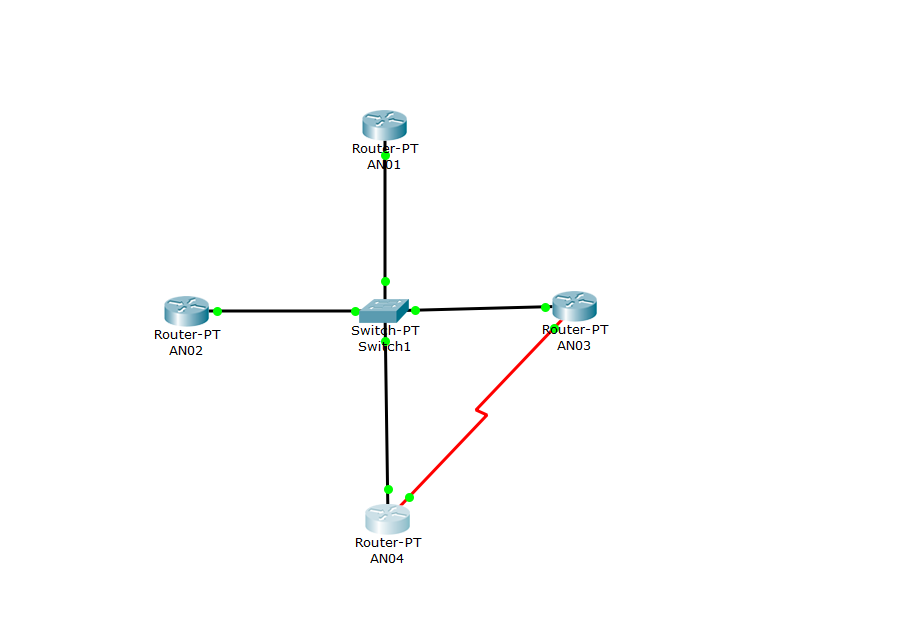 Router-PT
AN01
Router-PT
AN02
Switch-PT
Switch1
Router-PT
AN03
Router-PT
AN04